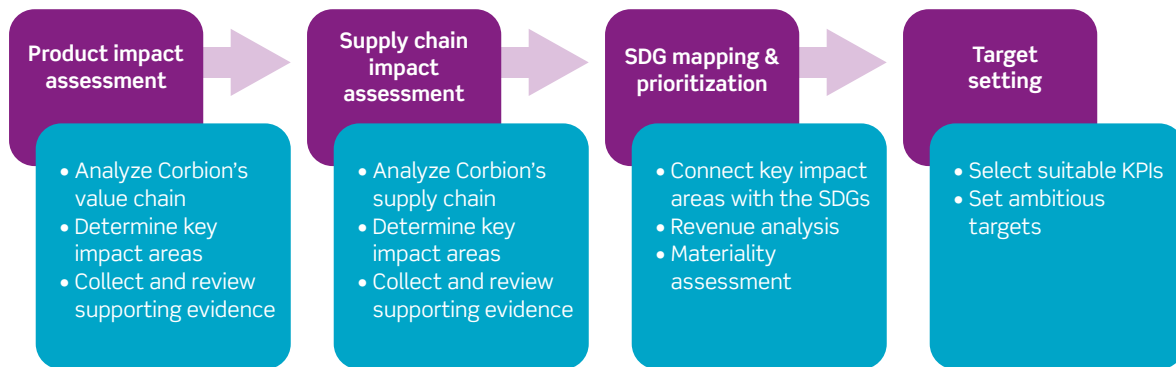 Product impact
assessment
• Analyze Corbion's
value chain
• Determine key
impact areas
• Collect and review
supporting evidence
Supply chain
impact
assessment
• Analyze Corbion's
supply chain
• Determine key
impact areas
• Collect and review
supporting evidence
SDG mapping &
prioritization
• Connect key impact
areas with the SDGs
• Revenue analysis
• Materiality
assessment
Target
setting
• Select suitable KPIs
• Set ambitious
targets